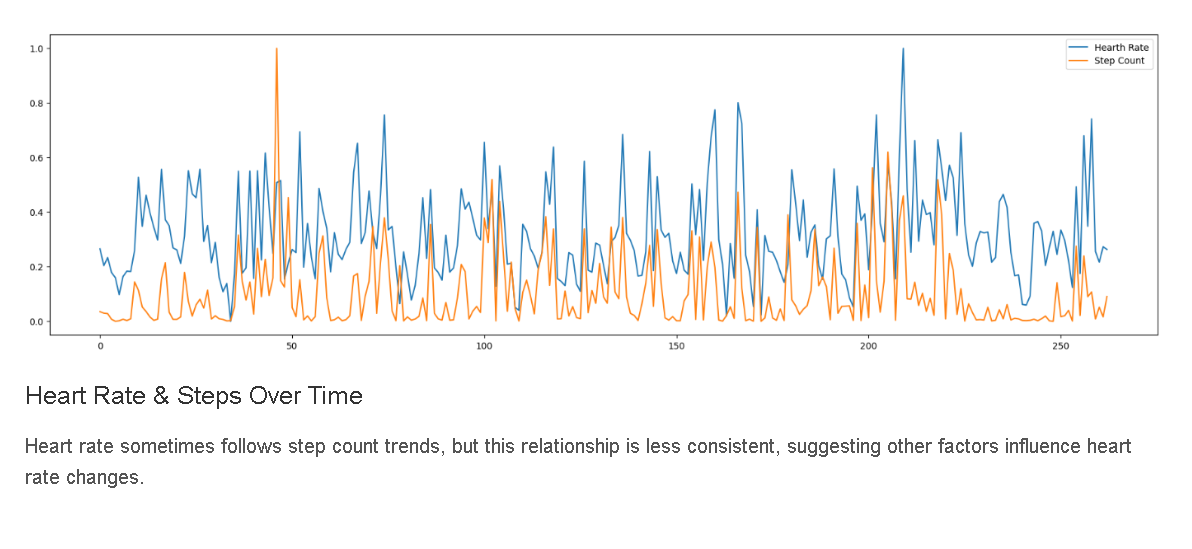 1.0
Hearth Rate
Step Count
0.8
0.6
0.4
0.2
0.0
0 50 100 150 200 250
Heart Rate & Steps Over Time
Heart rate sometimes follows step count trends, but this relationship is less consistent, suggesting other factors influence heart
rate changes.